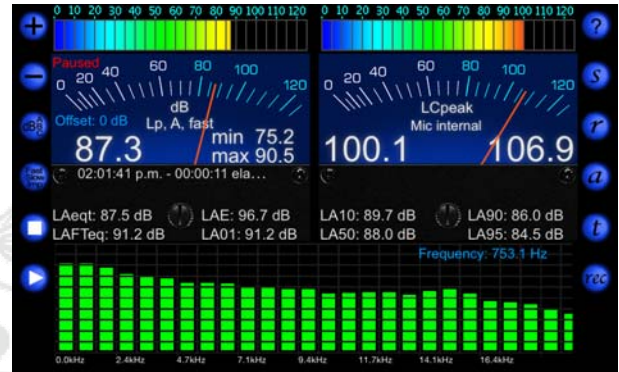 0 10 20 30 40 50 60 70 80 90 100 110 120
0 10 20 30 40 50 60 70 80 90 100 110 120
?
Paused
0 20 40 60 80 100 120
dB
Lp, A, fast
Offset: 0 dB
87.3
min 75.2
max 90.5
0 20 40 60 80 100 120
LCpeak
Mic internal
100.1
106.9
s
r
02:01:41 p.m. - 00:00:11 ela...
a
LAeqt: 87.5 dB
LAE: 96.7 dB
LA10: 89.7 dB
LA90: 86.0 dB
LAFTeq: 91.2 dB
LA01: 91.2 dB
LA50: 88.0 dB
LA95: 84.5 dB
t
Frequency: 753.1 Hz
rec
0.0kHz 2.4kHz 4.7kHz 7.1kHz 9.4kHz 11.7kHz 14.1kHz 16.4kHz